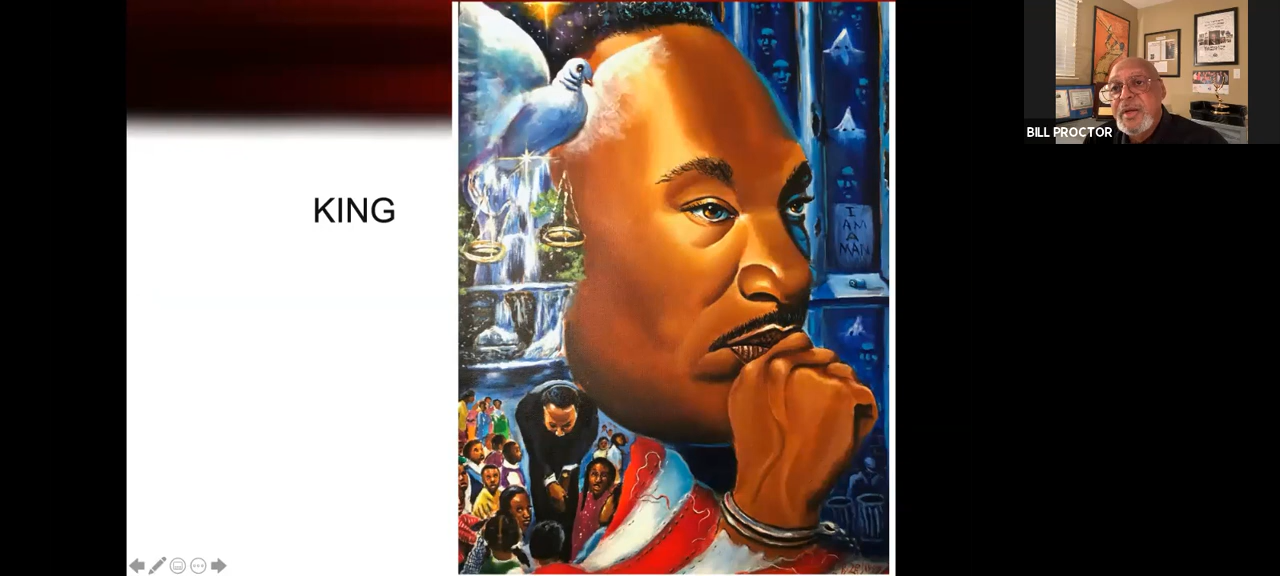 KING
I
AM
A
MAN
BILL PROCTOR